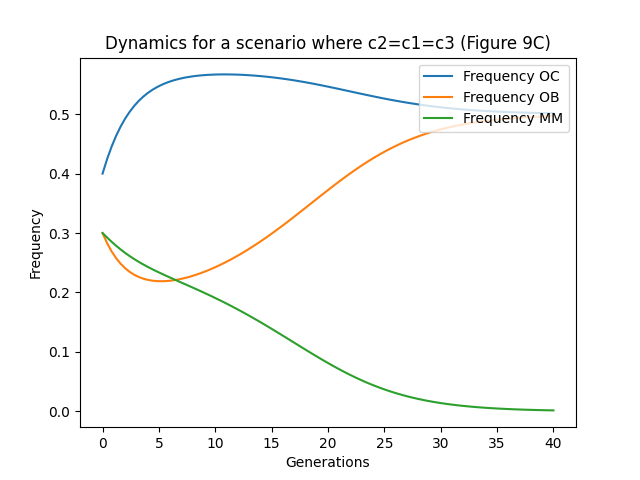 Dynamics for a scenario where c2=c1=c3 (Figure 9C)
Frequency OC
Frequency OB
Frequency MM
Frequency
0.5
0.4
0.3
0.2
0.1
0.0
0 5 10 15 20 25 30 35 40
Generations